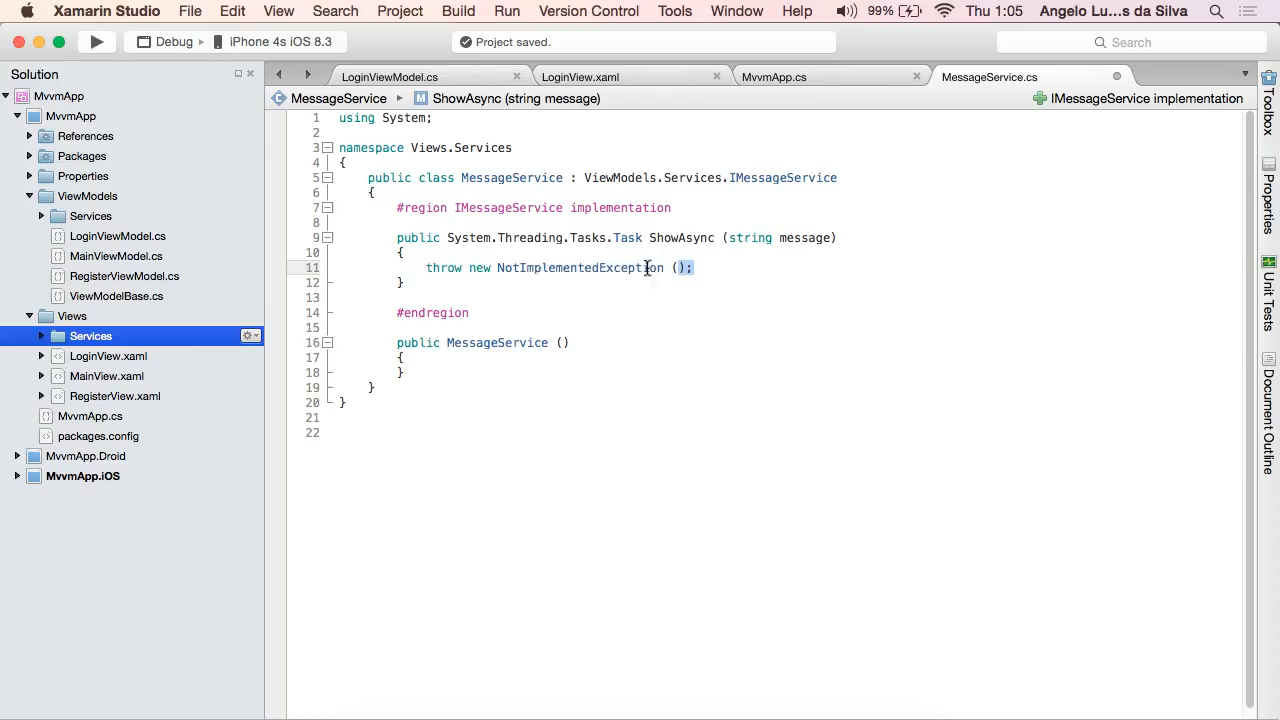 Xamarin Studio File Edit View Search Project Build Run Version Control Tools Window Help 99% Thu 1:05 Angelo Lu...s da Silva
Debug iPhone 4s iOS 8.3 Project saved. Search
Solution
MvvmApp
MvvmApp
References
Packages
Properties
ViewModels
Services
LoginViewModel.cs
MainViewModel.cs
RegisterViewModel.cs
ViewModelBase.cs
Views
Services
LoginView.xaml
MainView.xaml
RegisterView.xaml
MvvmApp.cs
packages.config
MvvmApp.Droid
MvvmApp.iOS
LoginViewModel.cs LoginView.xaml MvvmApp.cs MessageService.cs
MessageService ShowAsync (string message) IMessageService implementation
1 using System;
2
3 namespace Views.Services
4 {
5 public class MessageService : ViewModels.Services.IMessageService
6 {
7 #region IMessageService implementation
8
9 public System.Threading.Tasks.Task ShowAsync (string message)
10 {
11 throw new NotImplementedException ();
12 }
13
14 #endregion
15
16 public MessageService ()
17 {
18 }
19 }
20 }
21
22
Toolbox
Properties
Unit Tests
Document Outline